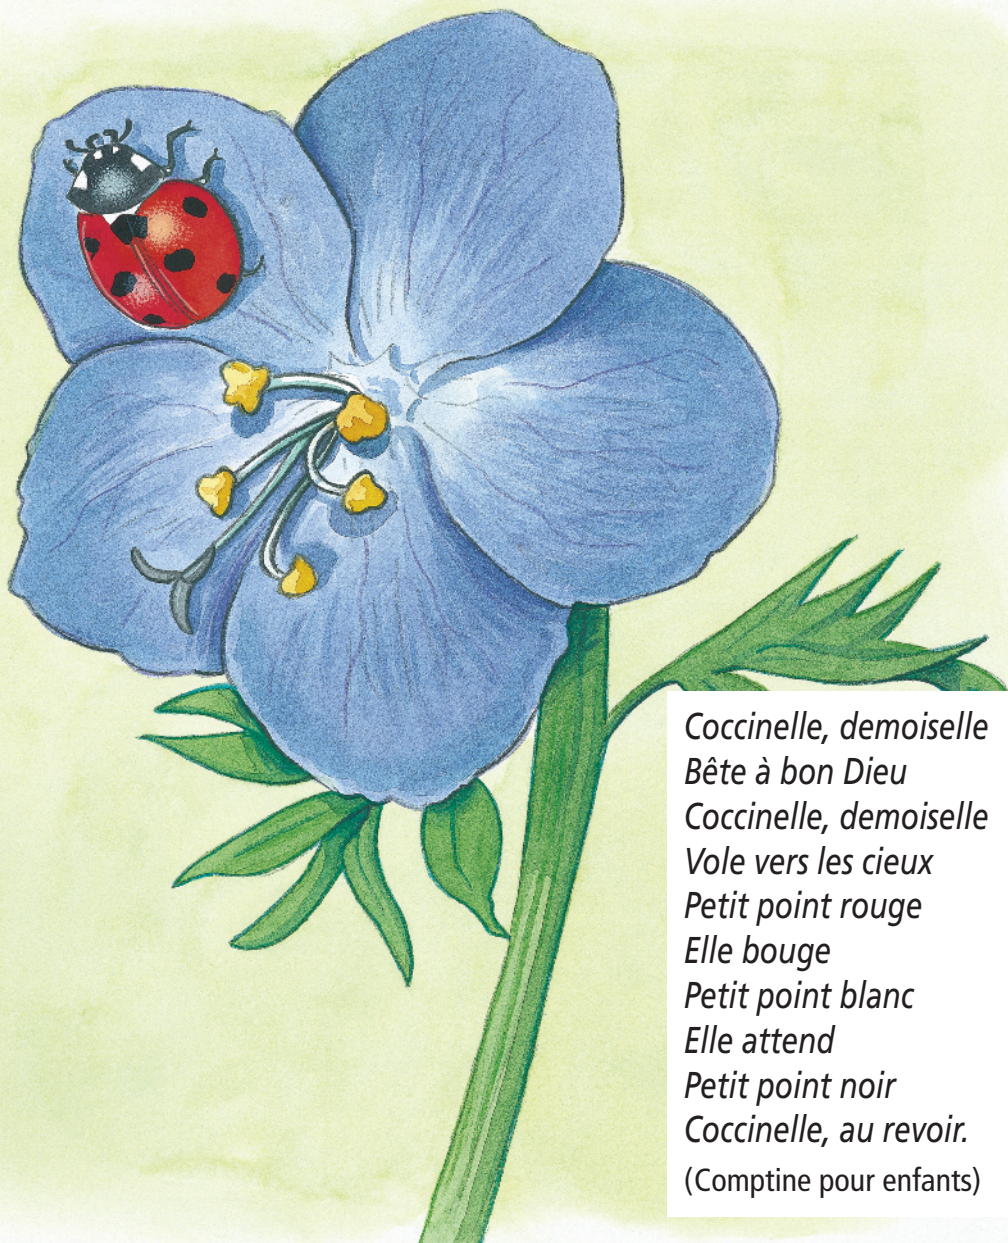 Coccinelle, demoiselle
Bête à bon Dieu
Coccinelle, demoiselle
Vole vers les cieux
Petit point rouge
Elle bouge
Petit point blanc
Elle attend
Petit point noir
Coccinelle, au revoir.
(Comptine pour enfants)